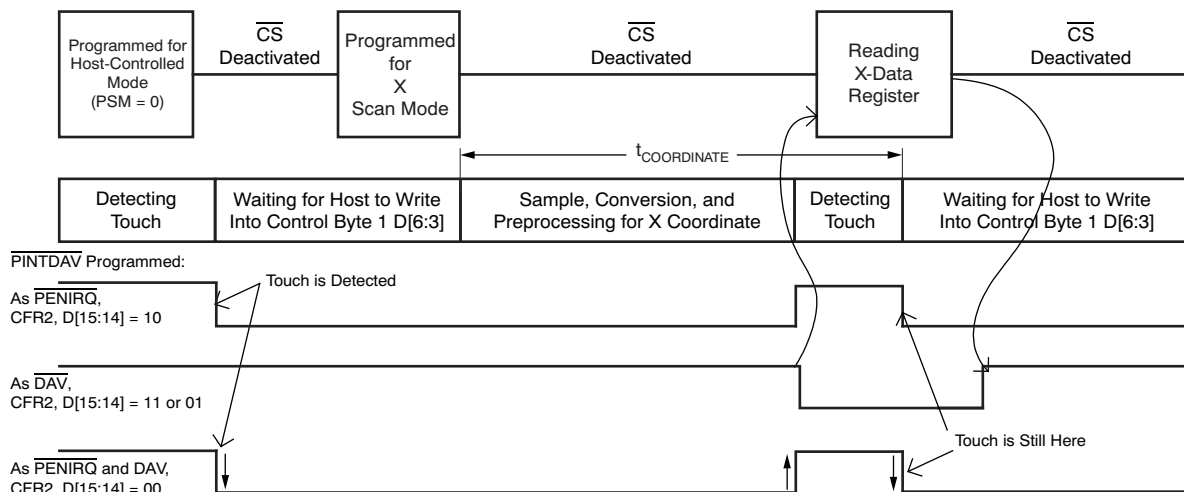 Programmed for
Host-Controlled
Mode
(PSM = 0)
CS
Deactivated
Programmed
for
X
Scan Mode
CS
Deactivated
Reading
X-Data
Register
CS
Deactivated
tCOORDINATE
Detecting
Touch
Waiting for Host to Write
Into Control Byte 1 D[6:3]
Sample, Conversion, and
Preprocessing for X Coordinate
Detecting
Touch
Waiting for Host to Write
Into Control Byte 1 D[6:3]
PINTDAV Programmed:
Touch is Detected
As PENIRQ,
CFR2, D[15:14] = 10
As DAV,
CFR2, D[15:14] = 11 or 01
Touch is Still Here
As PENIRQ and DAV,
CFR2, D[15:14] = 00